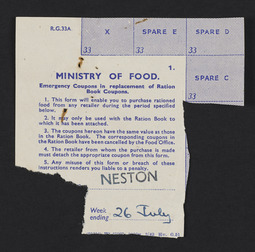 R.G.33A.
X SPARE E SPARE D
33 33 33
1.
MINISTRY OF FOOD.
SPARE C
Emergency Coupons in replacement of Ration
Book Coupons.
33
1. This form will enable you to purchase rationed
food from any retailer during the period specified
below.
2. It may only be used with the Ration Book to
which it has been attached.
3. The coupons hereon have the same value as those
in the Ration Book. The corresponding coupons in
the Ration Book have been cancelled by the Food Office.
4. The retailer from whom the purchase is made
must detach the appropriate coupon from this form.
5. Any misuse of this form or breach of these
instructions renders you liable to a penalty.
NESTON
Week
ending 26 July